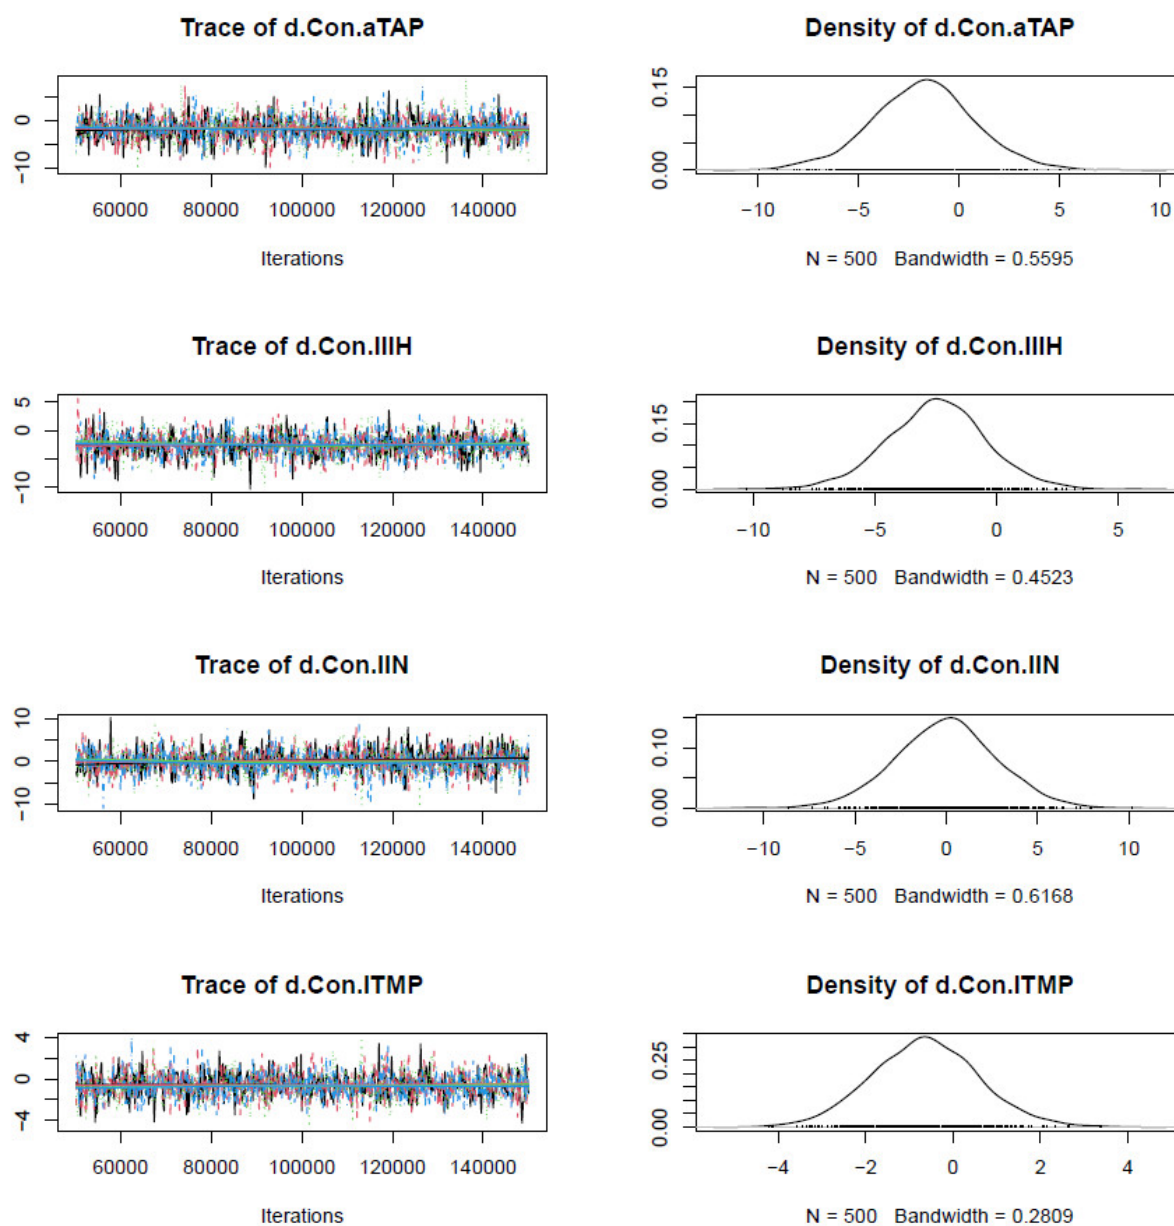 Trace of d.Con.aTAP
0
−10
60000 80000 100000 120000 140000
Iterations
Density of d.Con.aTAP
0.15
0.00
−10 −5 0 5 10
N = 500 Bandwidth = 0.5595
Trace of d.Con.IIIH
5
0
−10
60000 80000 100000 120000 140000
Iterations
Density of d.Con.IIIH
0.15
0.00
−10 −5 0 5
N = 500 Bandwidth = 0.4523
Trace of d.Con.IIN
10
0
−10
60000 80000 100000 120000 140000
Iterations
Density of d.Con.IIN
0.10
0.00
−10 −5 0 5 10
N = 500 Bandwidth = 0.6168
Trace of d.Con.ITMP
4
0
−4
60000 80000 100000 120000 140000
Iterations
Density of d.Con.ITMP
0.25
0.00
−4 −2 0 2 4
N = 500 Bandwidth = 0.2809